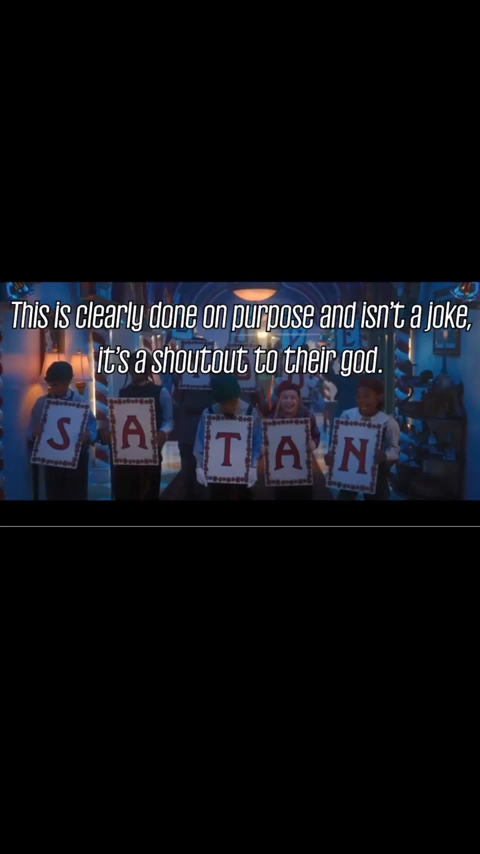 This is clearly done on purpose and isn't a joke,
it's a shoutout to their god.
S A T A N